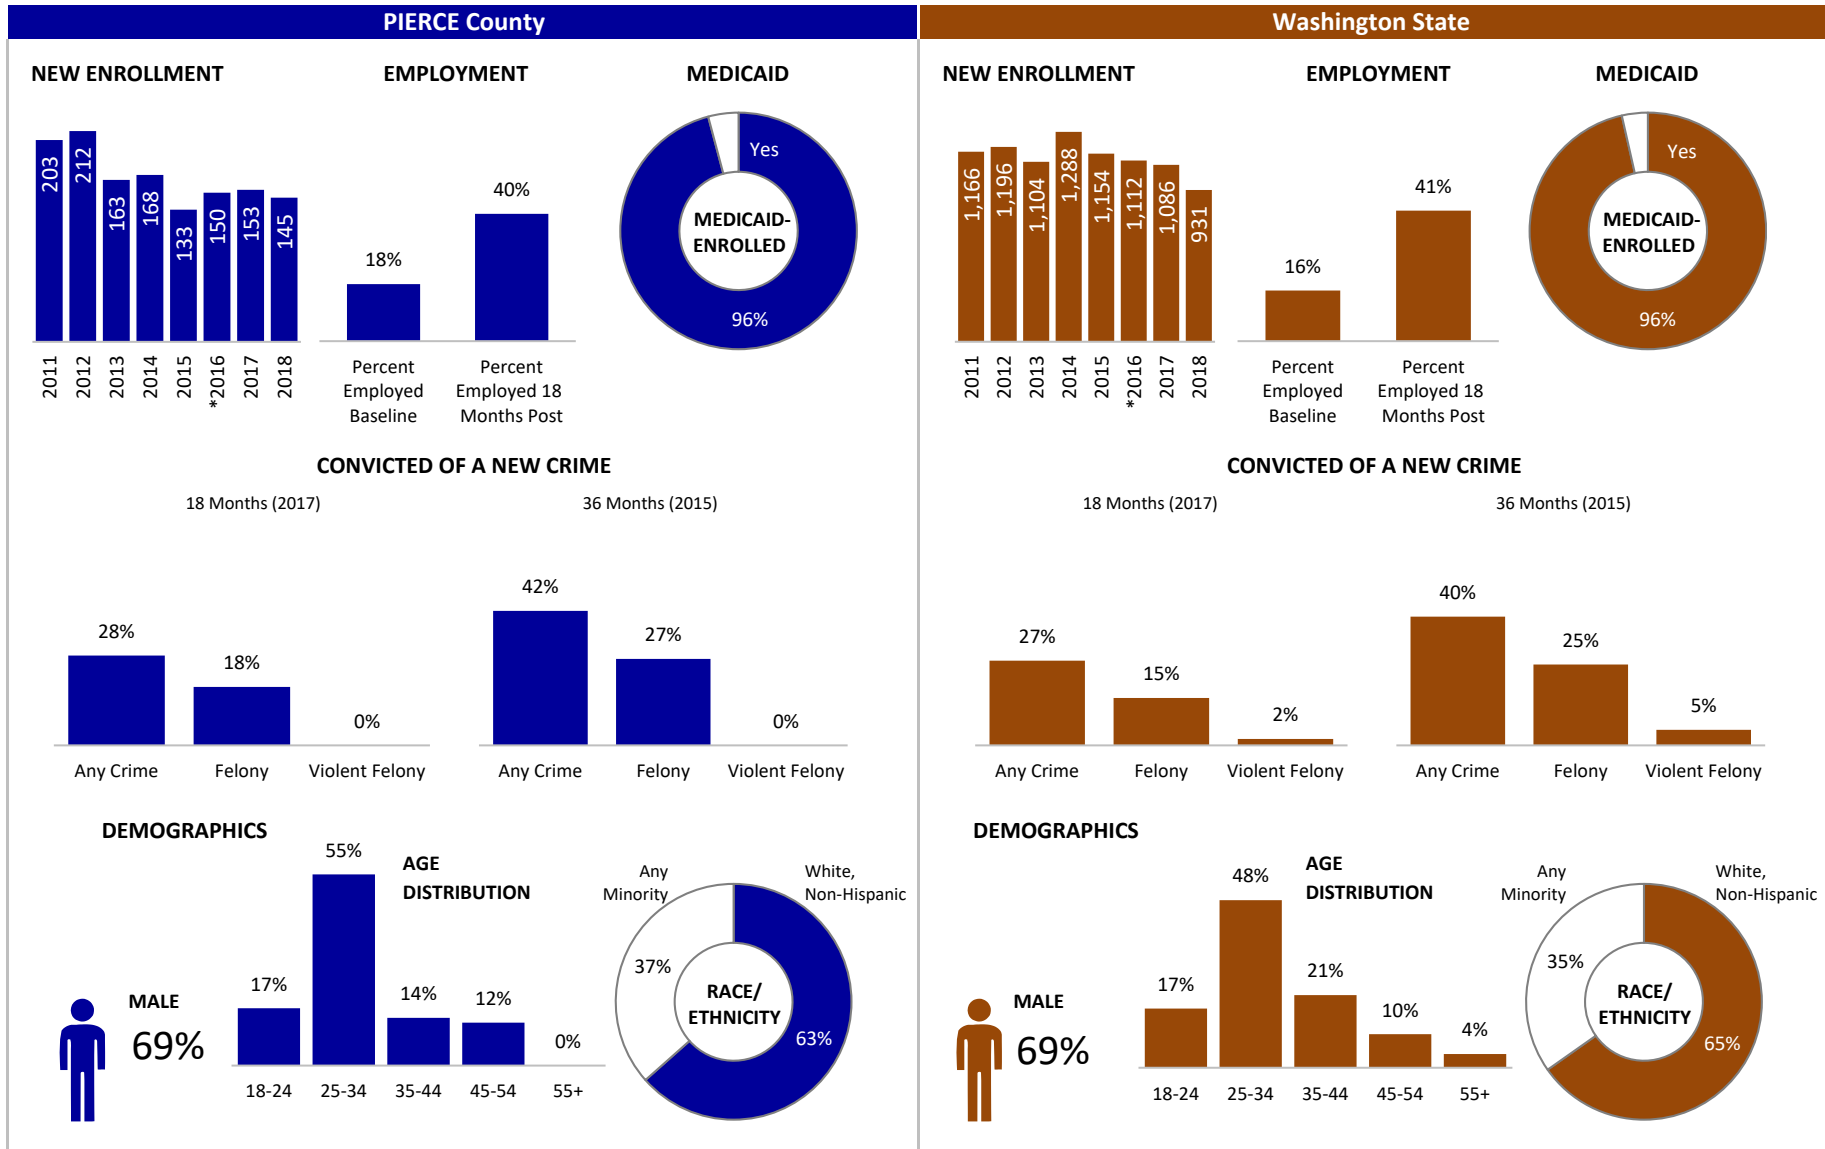 PIERCE County
NEW ENROLLMENT
EMPLOYMENT
MEDICAID
203
212
163
168
133
150
153
145
2011
2012
2013
2014
2015
*2016
2017
2018
18%
40%
Percent
Employed
Baseline
Percent
Employed 18
Months Post
Yes
MEDICAID-
ENROLLED
96%
CONVICTED OF A NEW CRIME
18 Months (2017)
36 Months (2015)
28%
18%
0%
Any Crime
Felony
Violent Felony
42%
27%
0%
Any Crime
Felony
Violent Felony
DEMOGRAPHICS
MALE
69%
AGE
DISTRIBUTION
17%
55%
14%
12%
0%
18-24
25-34
35-44
45-54
55+
Any
Minority
White,
Non-Hispanic
37%
RACE/
ETHNICITY
63%
Washington State
NEW ENROLLMENT
EMPLOYMENT
MEDICAID
1,166
1,196
1,104
1,288
1,154
1,112
1,086
931
2011
2012
2013
2014
2015
*2016
2017
2018
16%
41%
Percent
Employed
Baseline
Percent
Employed 18
Months Post
Yes
MEDICAID-
ENROLLED
96%
CONVICTED OF A NEW CRIME
18 Months (2017)
36 Months (2015)
27%
15%
2%
Any Crime
Felony
Violent Felony
40%
25%
5%
Any Crime
Felony
Violent Felony
DEMOGRAPHICS
MALE
69%
AGE
DISTRIBUTION
17%
48%
21%
10%
4%
18-24
25-34
35-44
45-54
55+
Any
Minority
White,
Non-Hispanic
35%
RACE/
ETHNICITY
65%